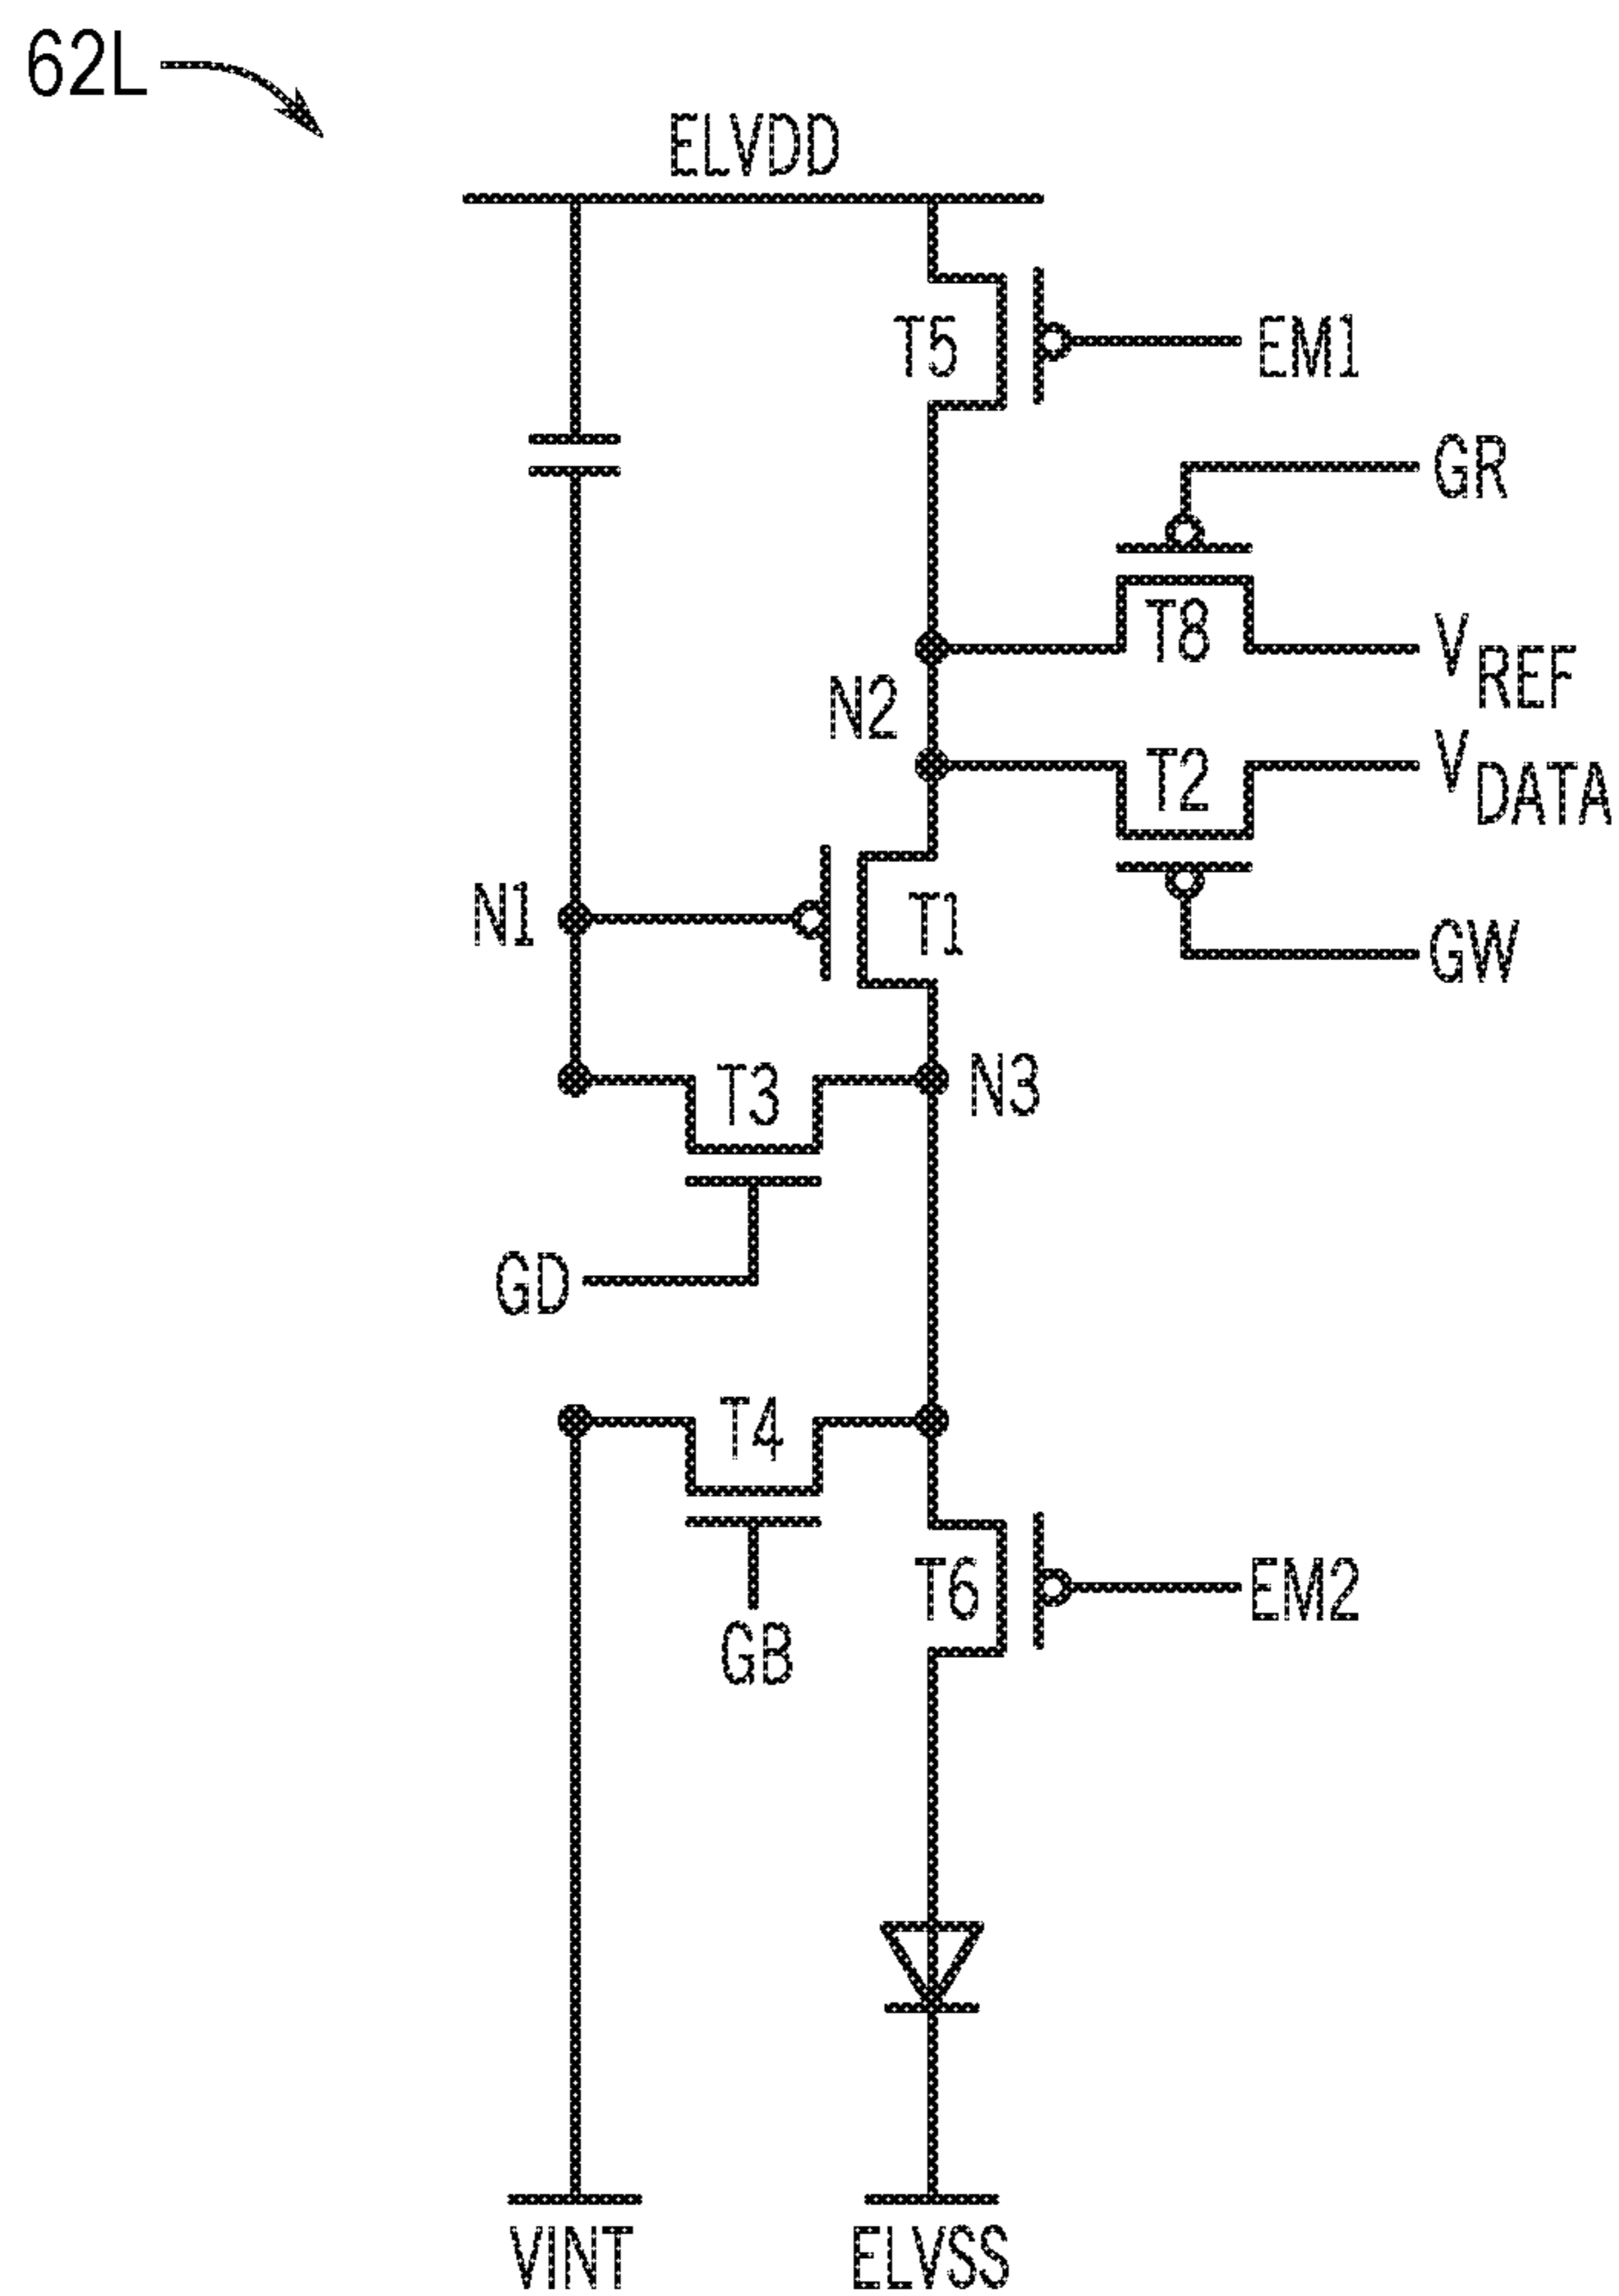 62L
ELVDD
T5
EM1
GR
T8
VREF
N2
T2
VDATA
N1
T1
GW
T3
N3
GD
T4
T6
EM2
GB
VINT
ELVSS